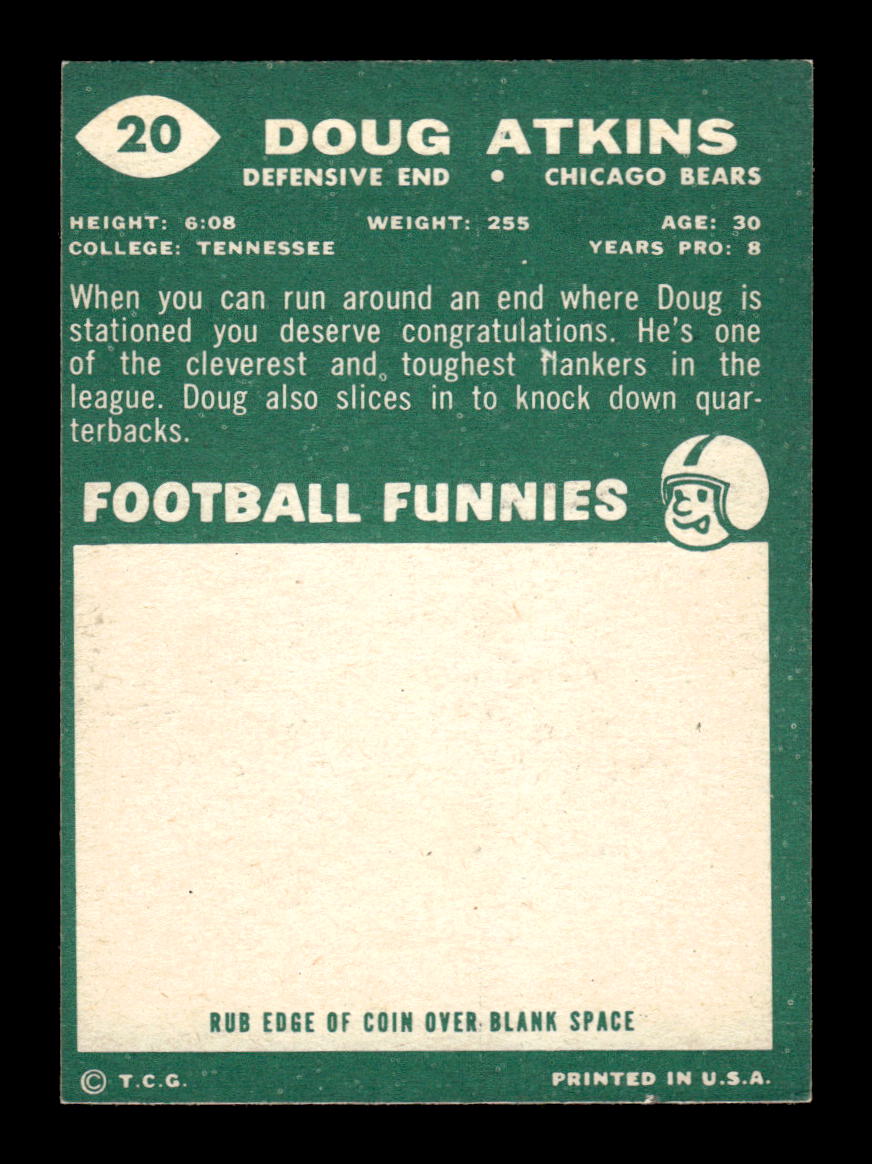 20
DOUG ATKINS
DEFENSIVE END • CHICAGO BEARS
HEIGHT: 6:08 WEIGHT: 255 AGE: 30
COLLEGE: TENNESSEE YEARS PRO: 8
When you can run around an end where Doug is
stationed you deserve congratulations. He's one
of the cleverest and toughest flankers in the
league. Doug also slices in to knock down quar-
terbacks.
FOOTBALL FUNNIES
RUB EDGE OF COIN OVER BLANK SPACE
© T.C.G. PRINTED IN U.S.A.